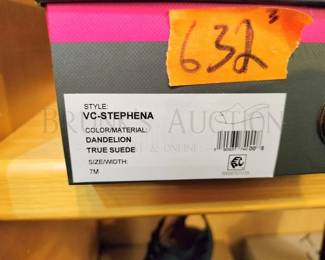 632
STYLE:
VC-STEPHENA
COLOR/MATERIAL:
DANDELION
TRUE SUEDE
SIZE/WIDTH:
7M